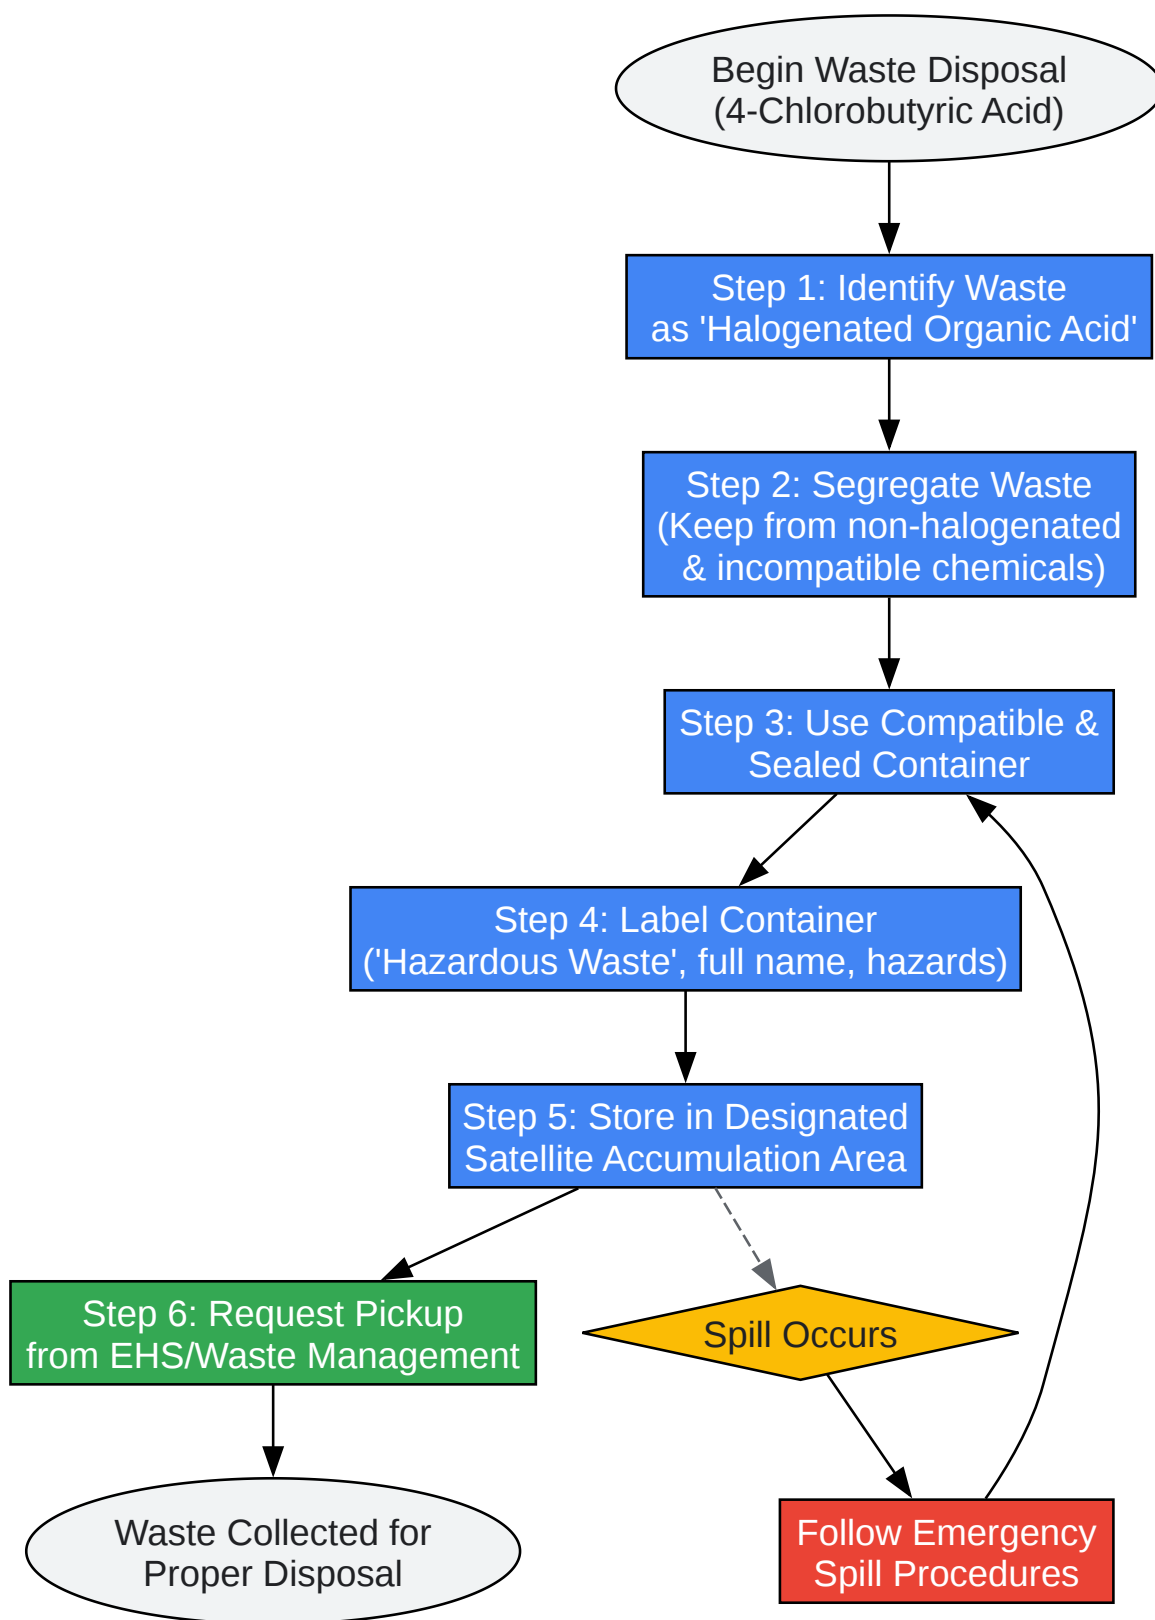 Begin Waste Disposal
(4-Chlorobutyric Acid)
Step 1: Identify Waste
as 'Halogenated Organic Acid'
Step 2: Segregate Waste
(Keep from non-halogenated
& incompatible chemicals)
Step 3: Use Compatible &
Sealed Container
Step 4: Label Container
('Hazardous Waste', full name, hazards)
Step 5: Store in Designated
Satellite Accumulation Area
Step 6: Request Pickup
from EHS/Waste Management
Spill Occurs
Waste Collected for
Proper Disposal
Follow Emergency
Spill Procedures